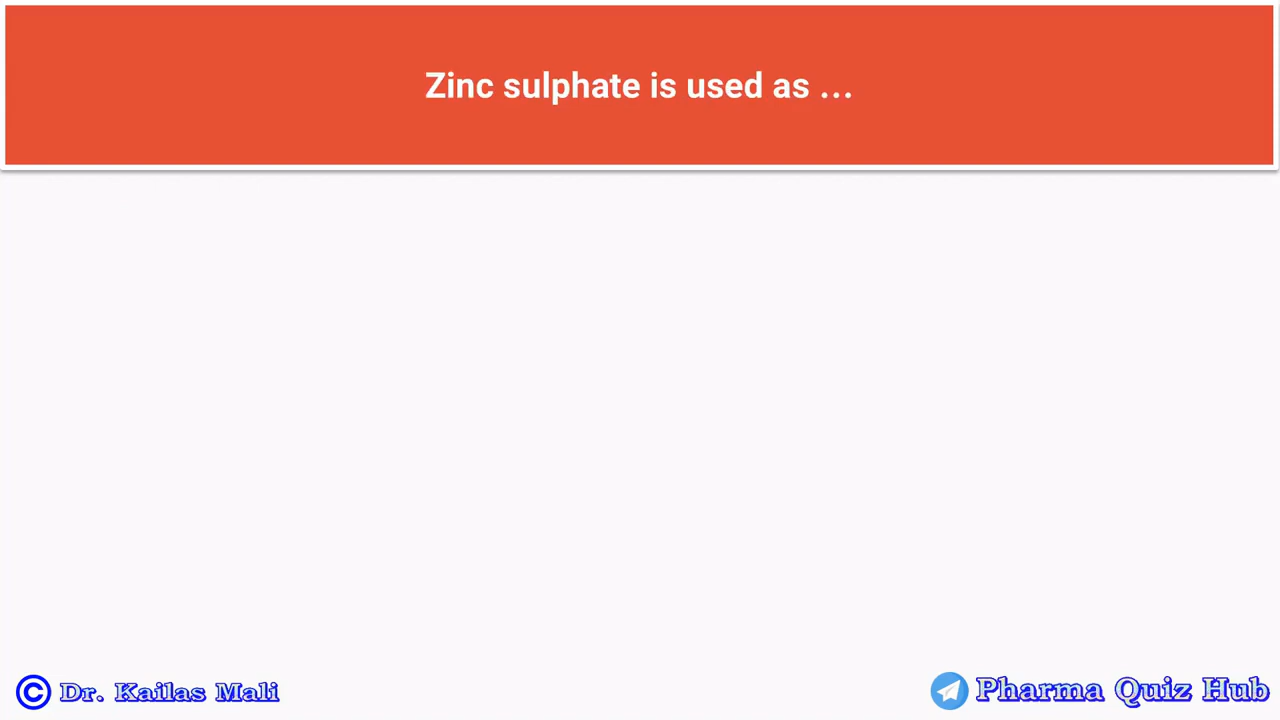 Zinc sulphate is used as ...
© Dr. Kailas Mali
Pharma Quiz Hub